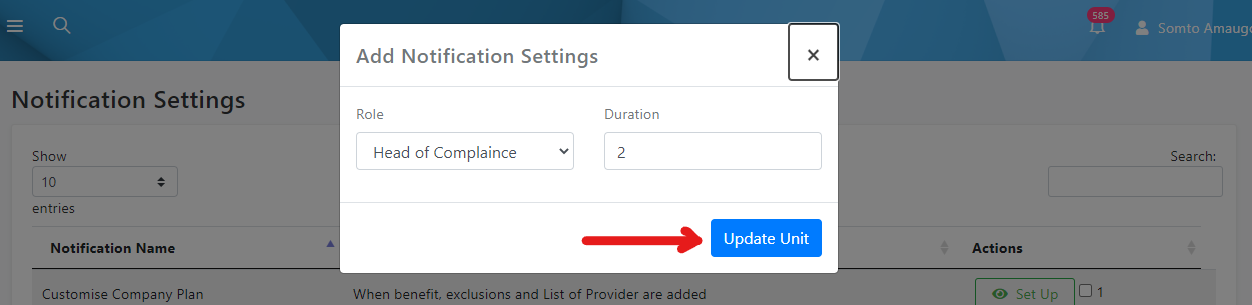 585
Somto Amaugo
Add Notification Settings
×
Notification Settings
Role
Duration
Head of Complaince
2
Show
10
entries
Search:
Update Unit
Notification Name
Actions
Customise Company Plan
When benefit, exclusions and List of Provider are added
Set Up
1